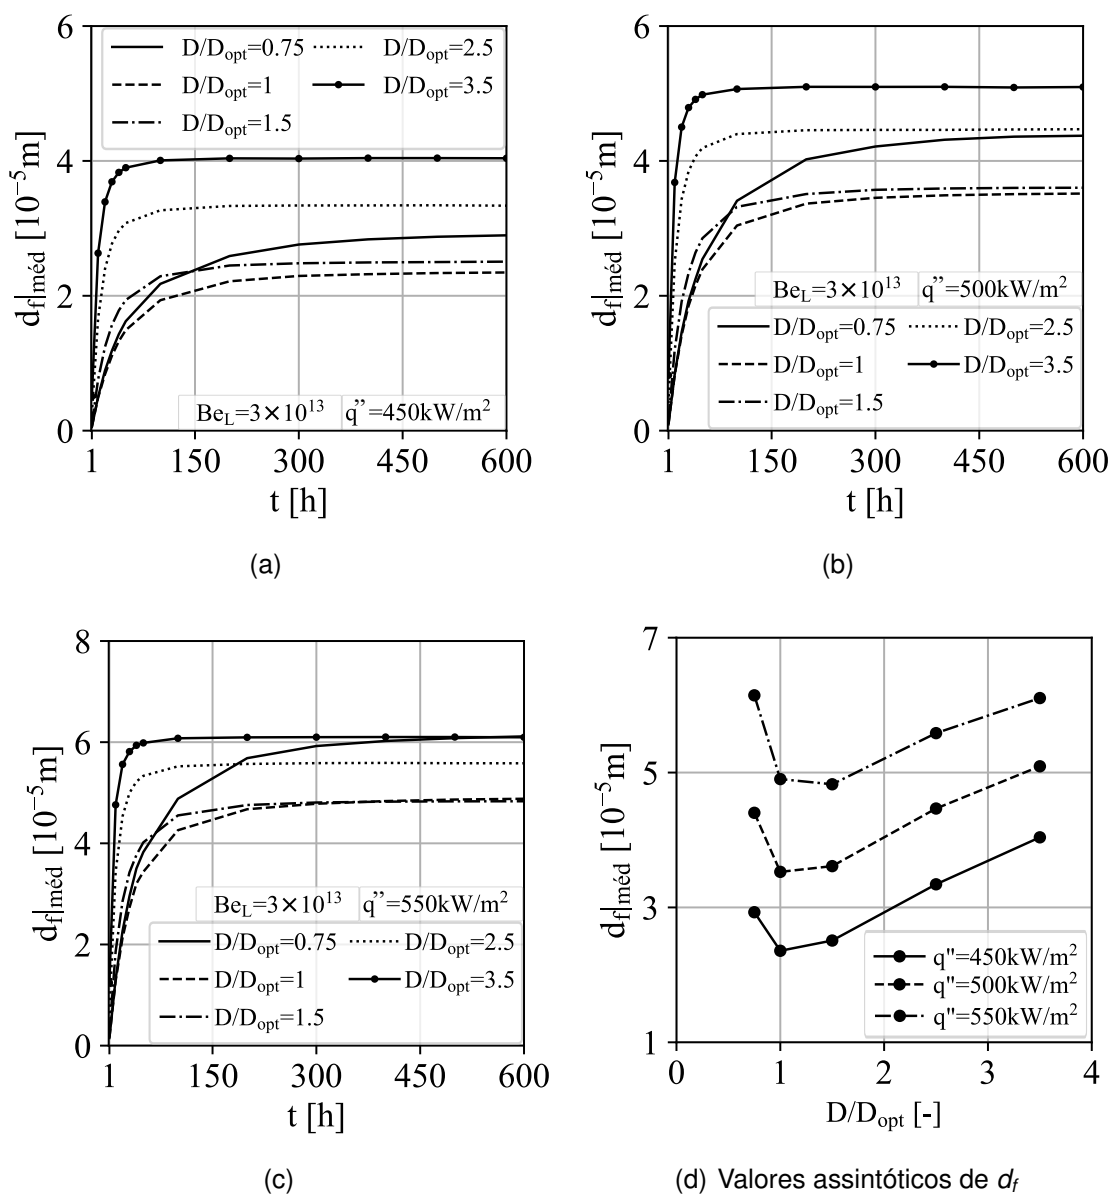 6
4
2
0
d_f|_méd [10^−5 m]
D/D_opt=0.75
D/D_opt=1
D/D_opt=1.5
D/D_opt=2.5
D/D_opt=3.5
Be_L=3×10^13
q”=450kW/m^2
1 150 300 450 600
t [h]
(a)
6
4
2
0
d_f|_méd [10^−5 m]
Be_L=3×10^13
q”=500kW/m^2
D/D_opt=0.75
D/D_opt=1
D/D_opt=1.5
D/D_opt=2.5
D/D_opt=3.5
1 150 300 450 600
t [h]
(b)
8
6
4
2
0
d_f|_méd [10^−5 m]
Be_L=3×10^13
q”=550kW/m^2
D/D_opt=0.75
D/D_opt=1
D/D_opt=1.5
D/D_opt=2.5
D/D_opt=3.5
1 150 300 450 600
t [h]
(c)
7
5
3
1
d_f|_méd [10^−5 m]
q"=450kW/m^2
q"=500kW/m^2
q"=550kW/m^2
0 1 2 3 4
D/D_opt [-]
(d) Valores assintóticos de d_f